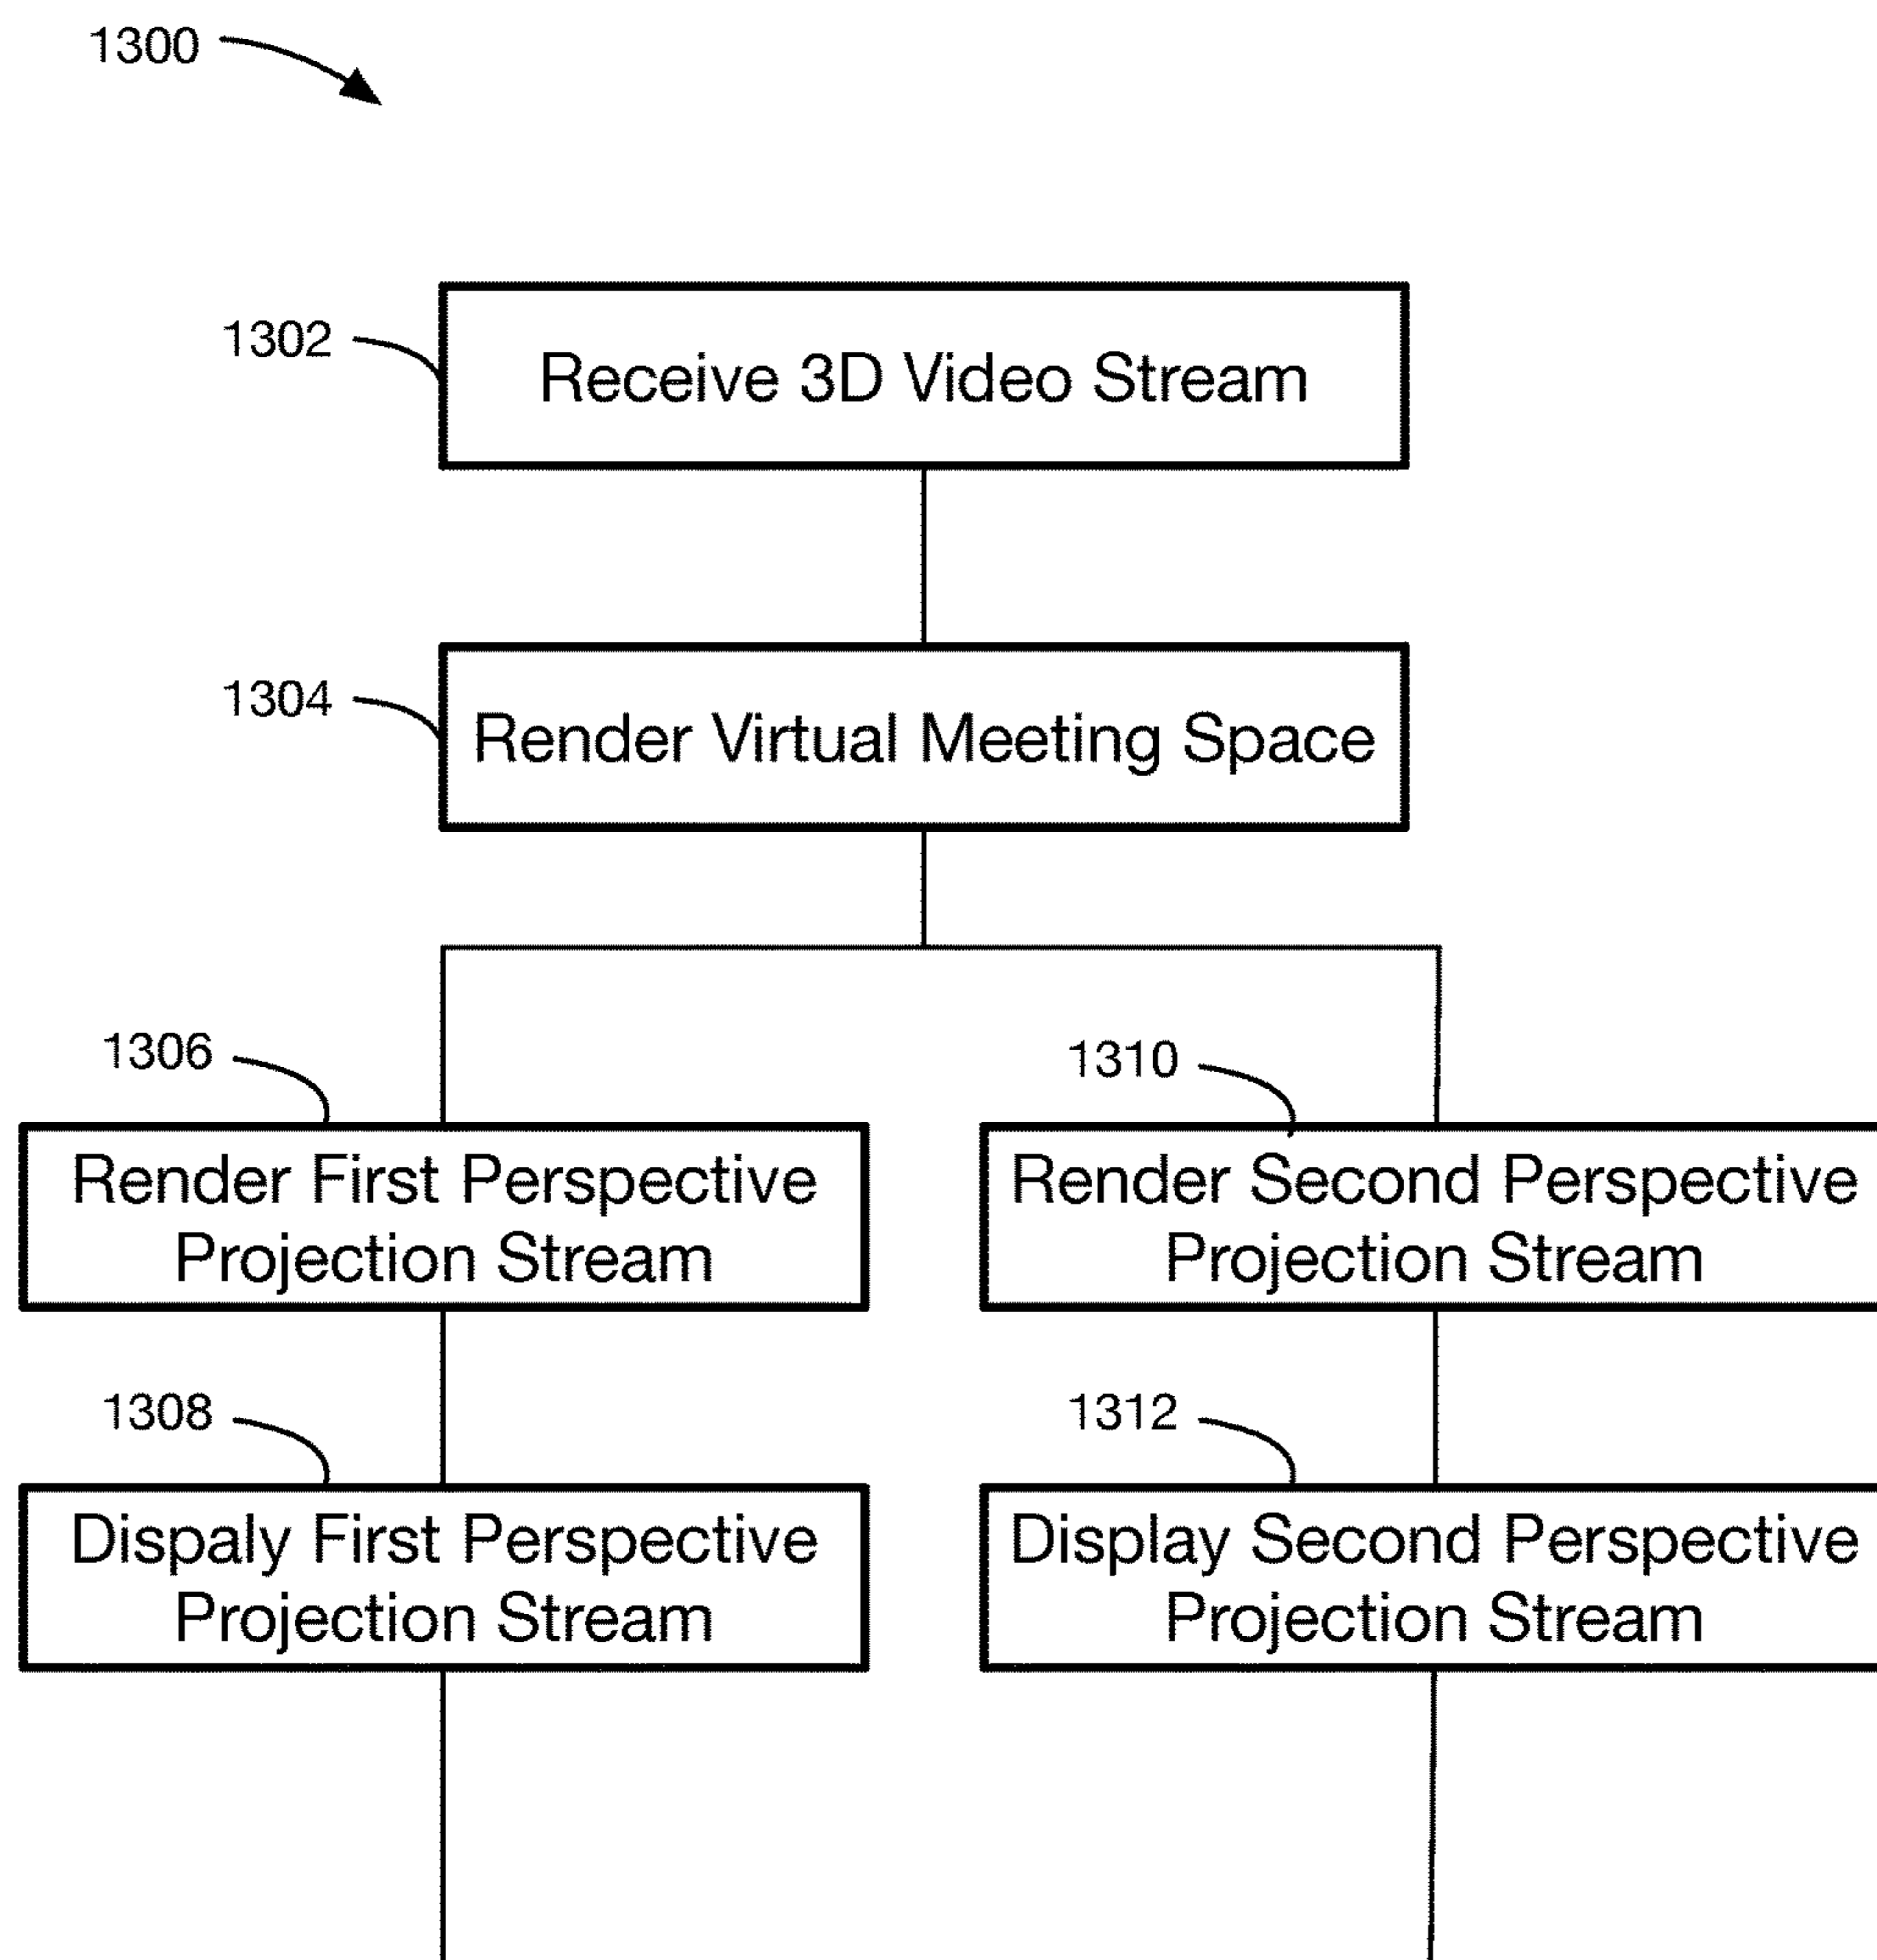 1300
1302
Receive 3D Video Stream
1304
Render Virtual Meeting Space
1306
Render First Perspective
Projection Stream
1310
Render Second Perspective
Projection Stream
1308
Dispaly First Perspective
Projection Stream
1312
Display Second Perspective
Projection Stream